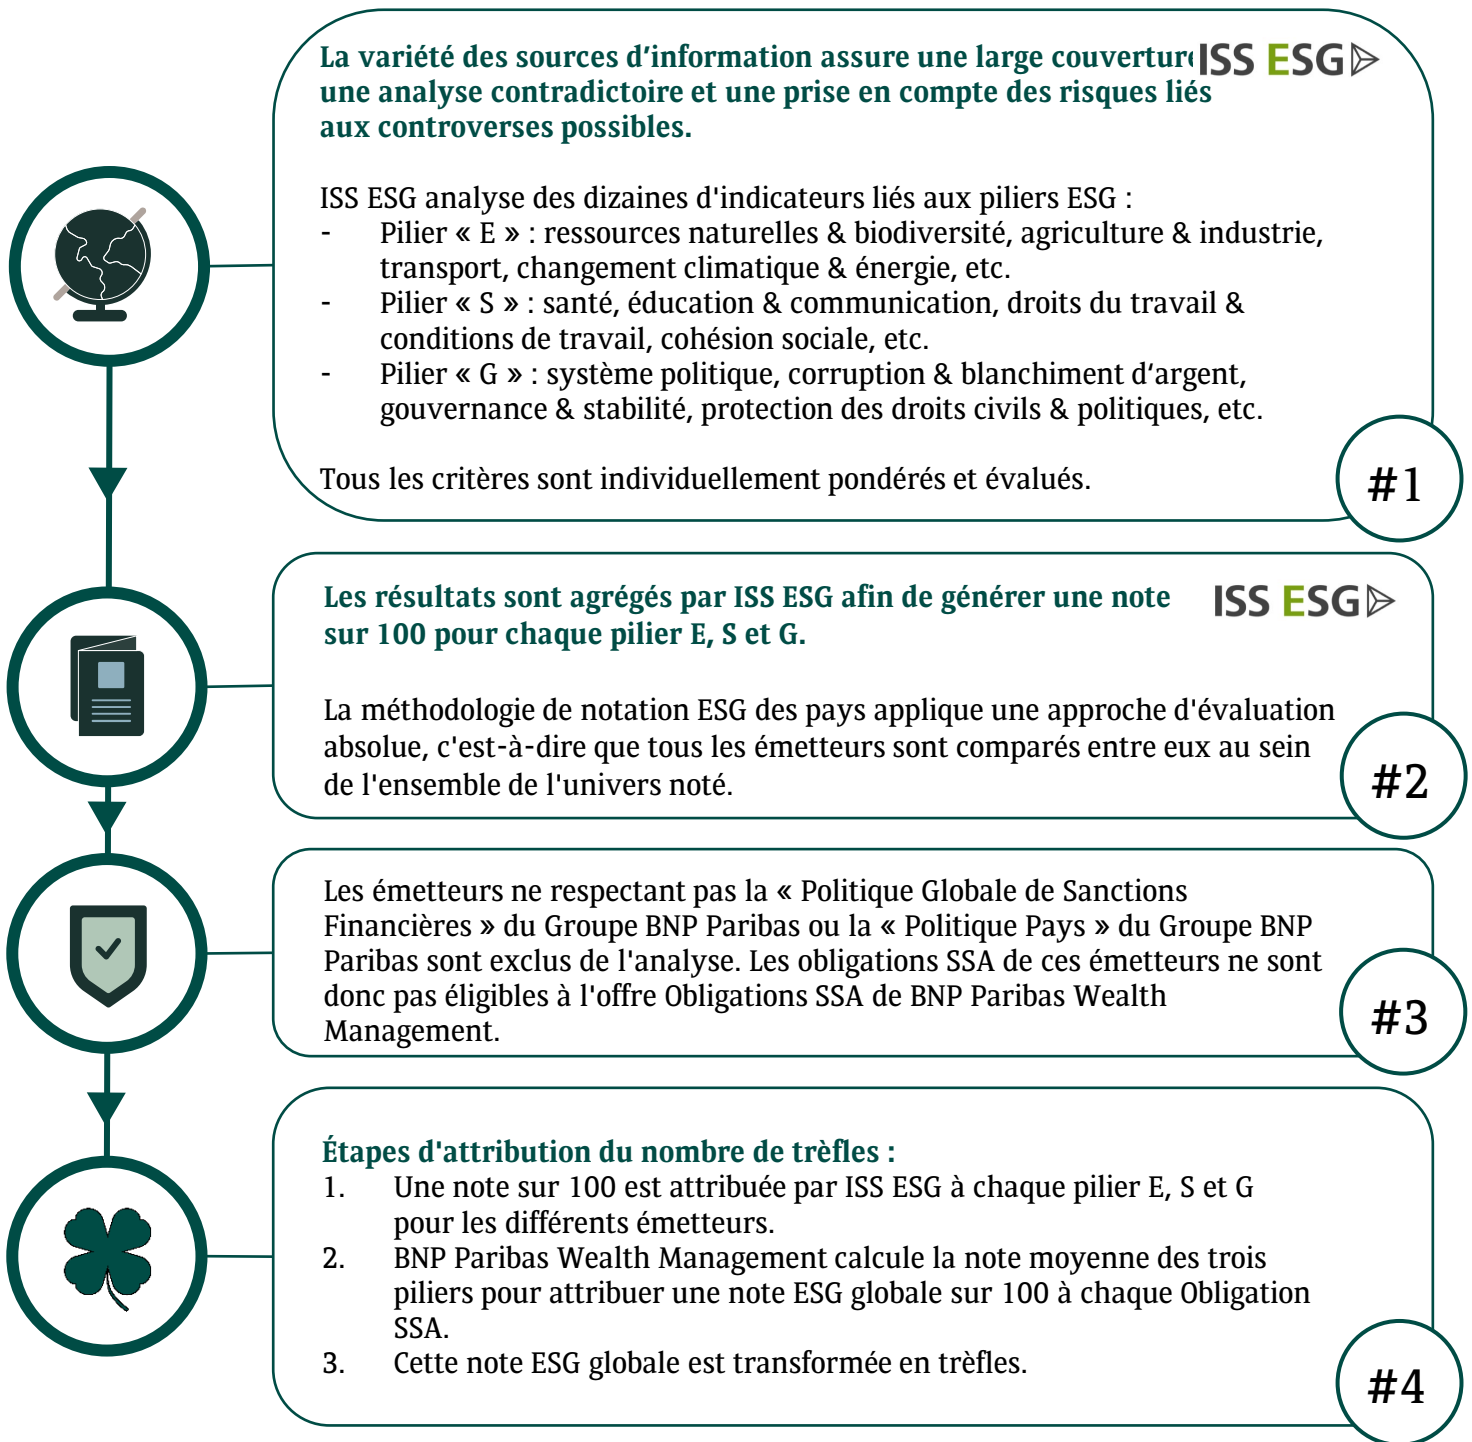 La variété des sources d’information assure une large couverture
ISS ESG
une analyse contradictoire et une prise en compte des risques liés
aux controverses possibles.
ISS ESG analyse des dizaines d'indicateurs liés aux piliers ESG :
- Pilier « E » : ressources naturelles & biodiversité, agriculture & industrie,
transport, changement climatique & énergie, etc.
- Pilier « S » : santé, éducation & communication, droits du travail &
conditions de travail, cohésion sociale, etc.
- Pilier « G » : système politique, corruption & blanchiment d’argent,
gouvernance & stabilité, protection des droits civils & politiques, etc.
Tous les critères sont individuellement pondérés et évalués.
#1
Les résultats sont agrégés par ISS ESG afin de générer une note
ISS ESG
sur 100 pour chaque pilier E, S et G.
La méthodologie de notation ESG des pays applique une approche d'évaluation
absolue, c'est-à-dire que tous les émetteurs sont comparés entre eux au sein
de l'ensemble de l'univers noté.
#2
Les émetteurs ne respectant pas la « Politique Globale de Sanctions
Financières » du Groupe BNP Paribas ou la « Politique Pays » du Groupe BNP
Paribas sont exclus de l'analyse. Les obligations SSA de ces émetteurs ne sont
donc pas éligibles à l'offre Obligations SSA de BNP Paribas Wealth
Management.
#3
Étapes d'attribution du nombre de trèfles :
1. Une note sur 100 est attribuée par ISS ESG à chaque pilier E, S et G
pour les différents émetteurs.
2. BNP Paribas Wealth Management calcule la note moyenne des trois
piliers pour attribuer une note ESG globale sur 100 à chaque Obligation
SSA.
3. Cette note ESG globale est transformée en trèfles.
#4